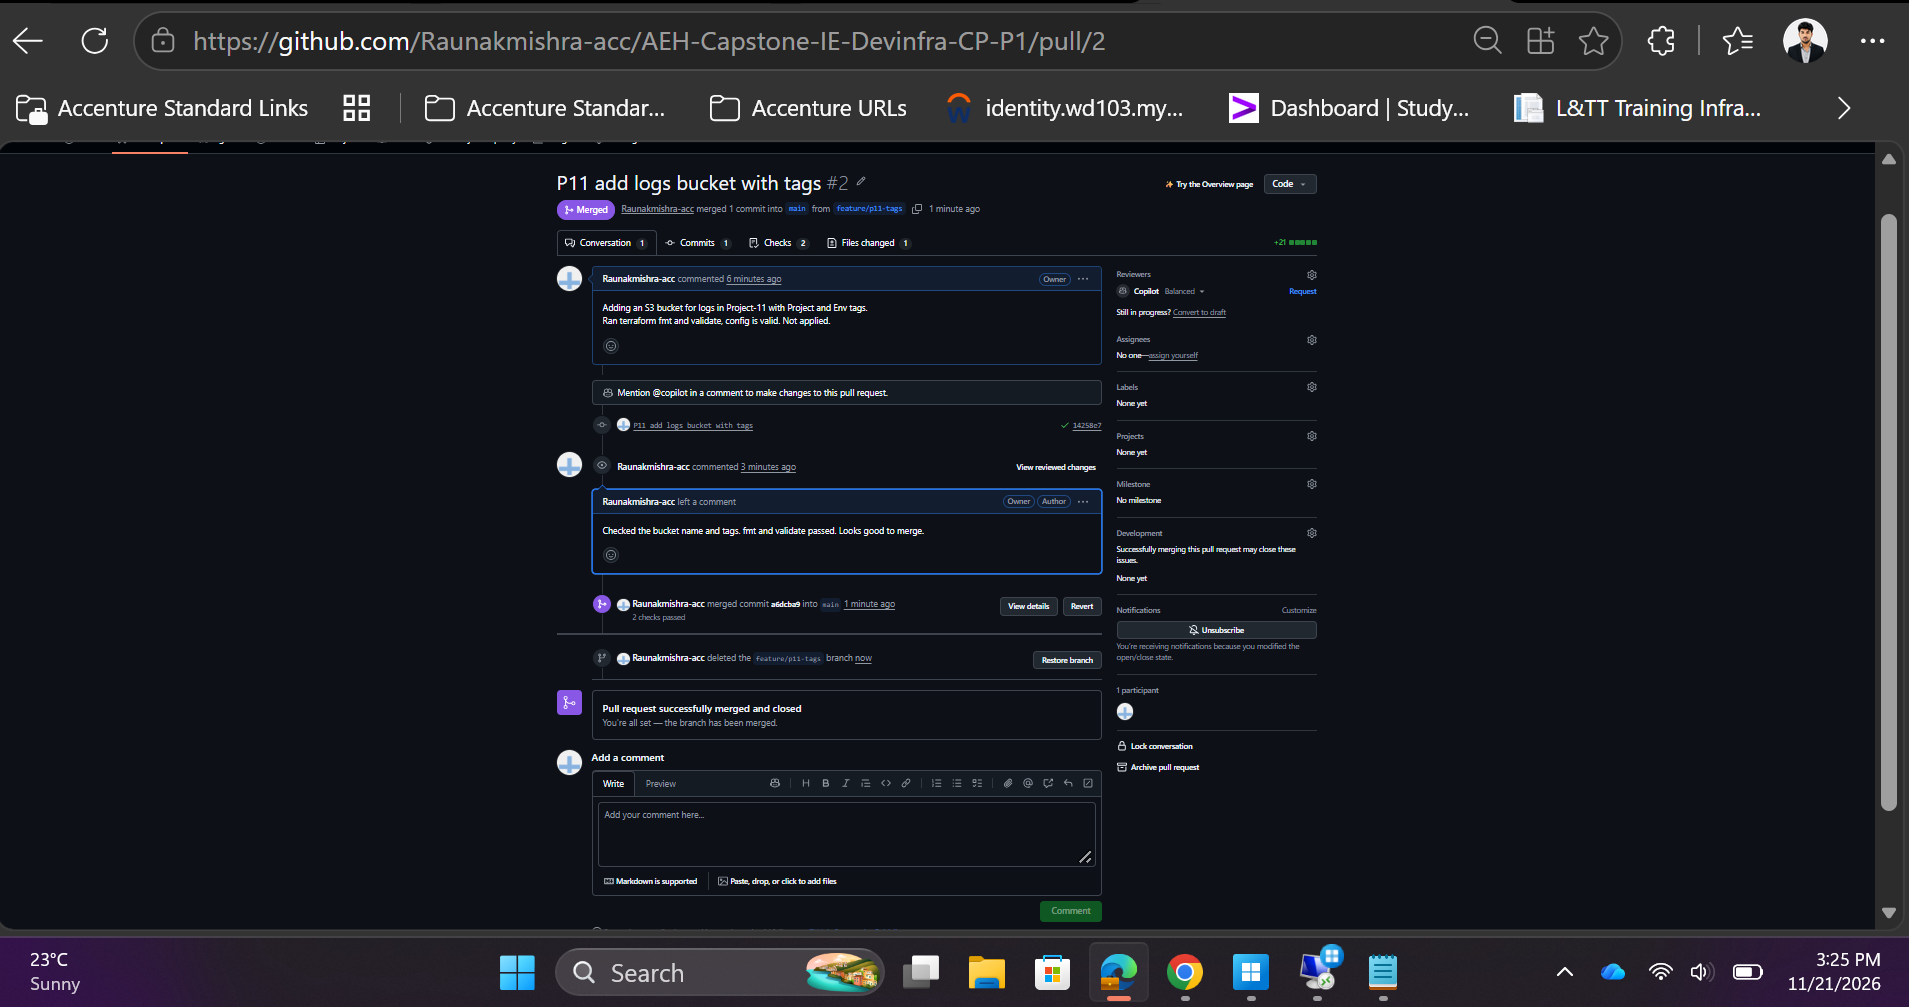 https://github.com/Raunakmishra-acc/AEH-Capstone-IE-Devinfra-CP-P1/pull/2
Accenture Standard Links
Accenture Standar...
Accenture URLs
identity.wd103.my...
Dashboard | Study...
L&TT Training Infra...
P11 add logs bucket with tags #2
Try the Overview page
Code
Merged
Raunakmishra-acc merged 1 commit into main from feature/p11-tags 1 minute ago
Conversation 1
Commits 1
Checks 2
Files changed 1
+21
Raunakmishra-acc commented 6 minutes ago
Owner
Adding an S3 bucket for logs in Project-11 with Project and Env tags.
Ran terraform fmt and validate, config is valid. Not applied.
Mention @copilot in a comment to make changes to this pull request.
P11 add logs bucket with tags
14258e7
Raunakmishra-acc commented 3 minutes ago
View reviewed changes
Raunakmishra-acc left a comment
Owner
Author
Checked the bucket name and tags. fmt and validate passed. Looks good to merge.
Raunakmishra-acc merged commit a6dcba9 into main 1 minute ago
2 checks passed
View details
Revert
Raunakmishra-acc deleted the feature/p11-tags branch now
Restore branch
Pull request successfully merged and closed
You're all set — the branch has been merged.
Add a comment
Write
Preview
Add your comment here...
Markdown is supported
Paste, drop, or click to add files
Comment
Reviewers
Copilot Balanced
Request
Still in progress? Convert to draft
Assignees
No one—assign yourself
Labels
None yet
Projects
None yet
Milestone
No milestone
Development
Successfully merging this pull request may close these
issues.
None yet
Notifications
Customize
Unsubscribe
You're receiving notifications because you modified the
open/close state.
1 participant
Lock conversation
Archive pull request
23°C
Sunny
Search
3:25 PM
11/21/2026